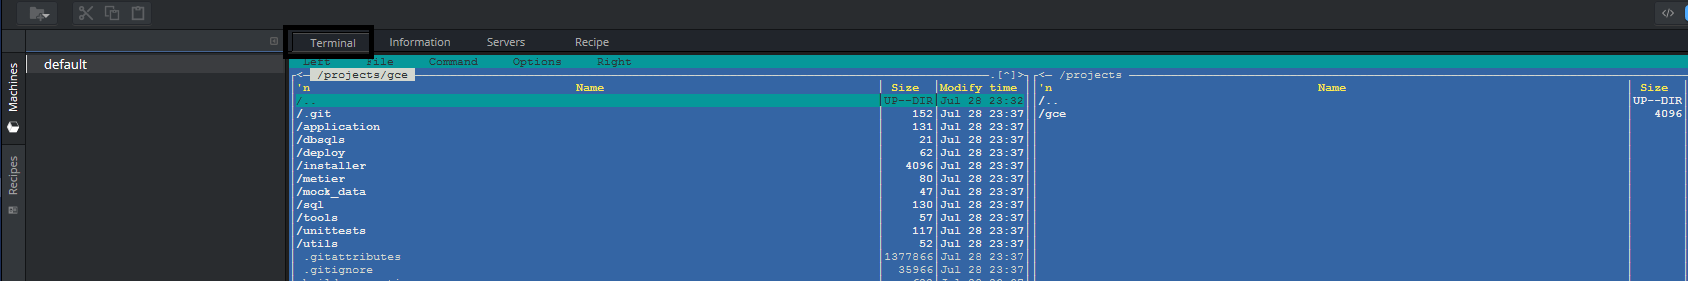 Terminal Information Servers Recipe
default
Machines
Recipes
Left File Command Options Right
<─ /projects/gce .[^]>
'n Name Size Modify time
/.. UP--DIR Jul 28 23:32
/.git 152 Jul 28 23:37
/application 131 Jul 28 23:37
/dbsqls 21 Jul 28 23:37
/deploy 62 Jul 28 23:37
/installer 4096 Jul 28 23:37
/metier 80 Jul 28 23:37
/mock_data 47 Jul 28 23:37
/sql 130 Jul 28 23:37
/tools 57 Jul 28 23:37
/unittests 117 Jul 28 23:37
/utils 52 Jul 28 23:37
.gitattributes 1377866 Jul 28 23:37
.gitignore 35966 Jul 28 23:37
<─ /projects
'n Name Size
/.. UP--DIR
/gce 4096